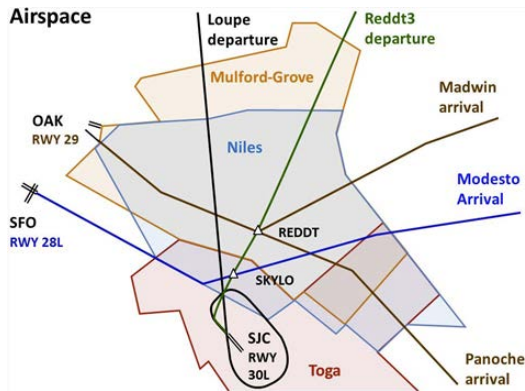 Airspace
Loupe
departure
Reddt3
departure
Mulford-Grove
Madwin
arrival
OAK
RWY 29
Niles
Modesto
Arrival
SFO
RWY 28L
REDDT
SKYLO
SJC
RWY
30L
Toga
Panoche
arrival